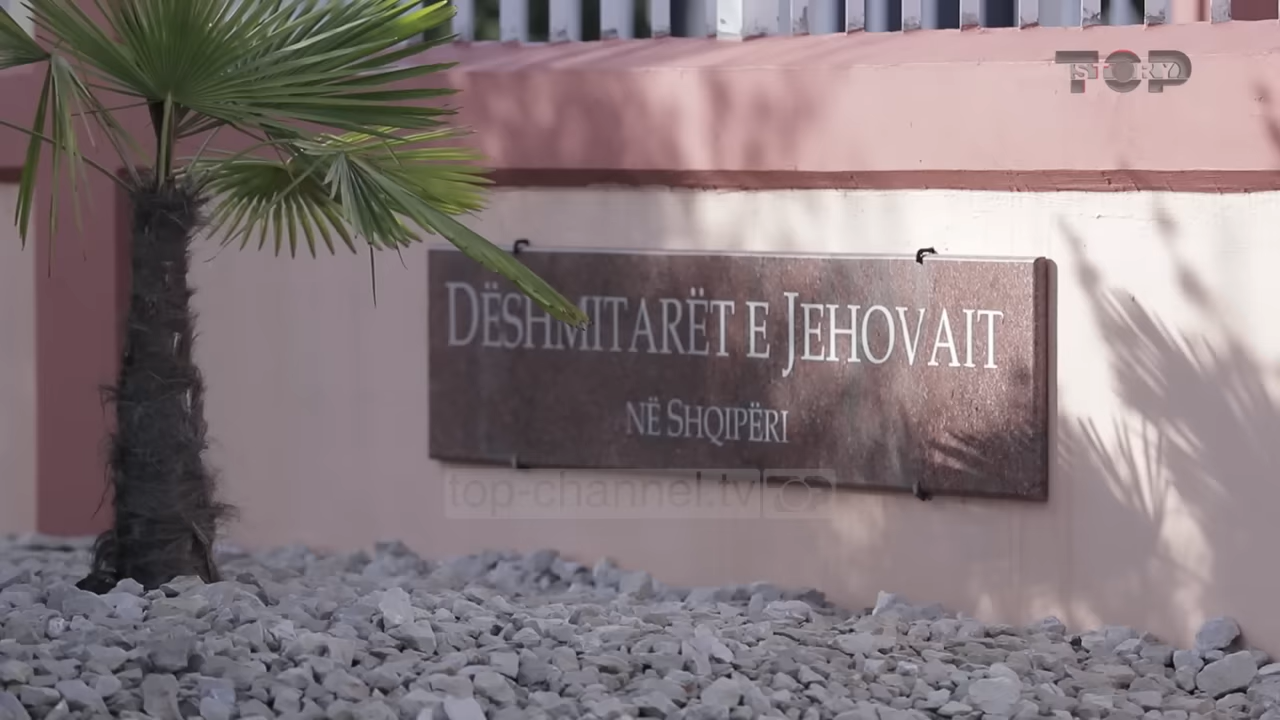 TOP
STORY
DËSHMITARËT E JEHOVAIT
NË SHQIPËRI
top-channel.tv